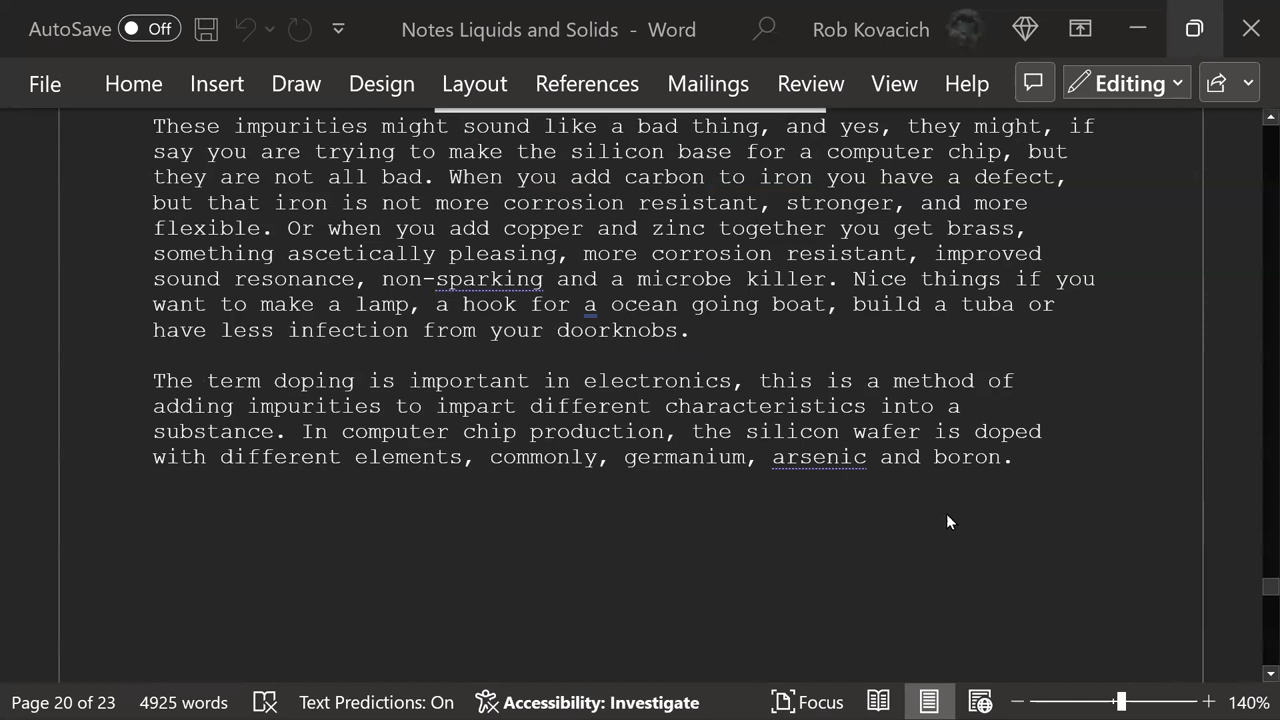 AutoSave Off Notes Liquids and Solids - Word Rob Kovacich
File Home Insert Draw Design Layout References Mailings Review View Help Editing
These impurities might sound like a bad thing, and yes, they might, if
say you are trying to make the silicon base for a computer chip, but
they are not all bad. When you add carbon to iron you have a defect,
but that iron is not more corrosion resistant, stronger, and more
flexible. Or when you add copper and zinc together you get brass,
something ascetically pleasing, more corrosion resistant, improved
sound resonance, non-sparking and a microbe killer. Nice things if you
want to make a lamp, a hook for a ocean going boat, build a tuba or
have less infection from your doorknobs.
The term doping is important in electronics, this is a method of
adding impurities to impart different characteristics into a
substance. In computer chip production, the silicon wafer is doped
with different elements, commonly, germanium, arsenic and boron.
Page 20 of 23 4925 words Text Predictions: On Accessibility: Investigate Focus 140%